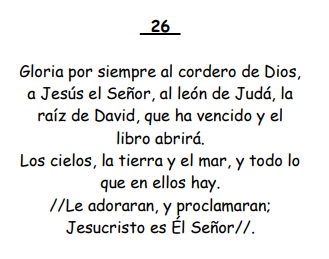 26
Gloria por siempre al cordero de Dios,
a Jesús el Señor, al león de Judá, la
raíz de David, que ha vencido y el
libro abrirá.
Los cielos, la tierra y el mar, y todo lo
que en ellos hay.
//Le adoraran, y proclamaran;
Jesucristo es Él Señor//.